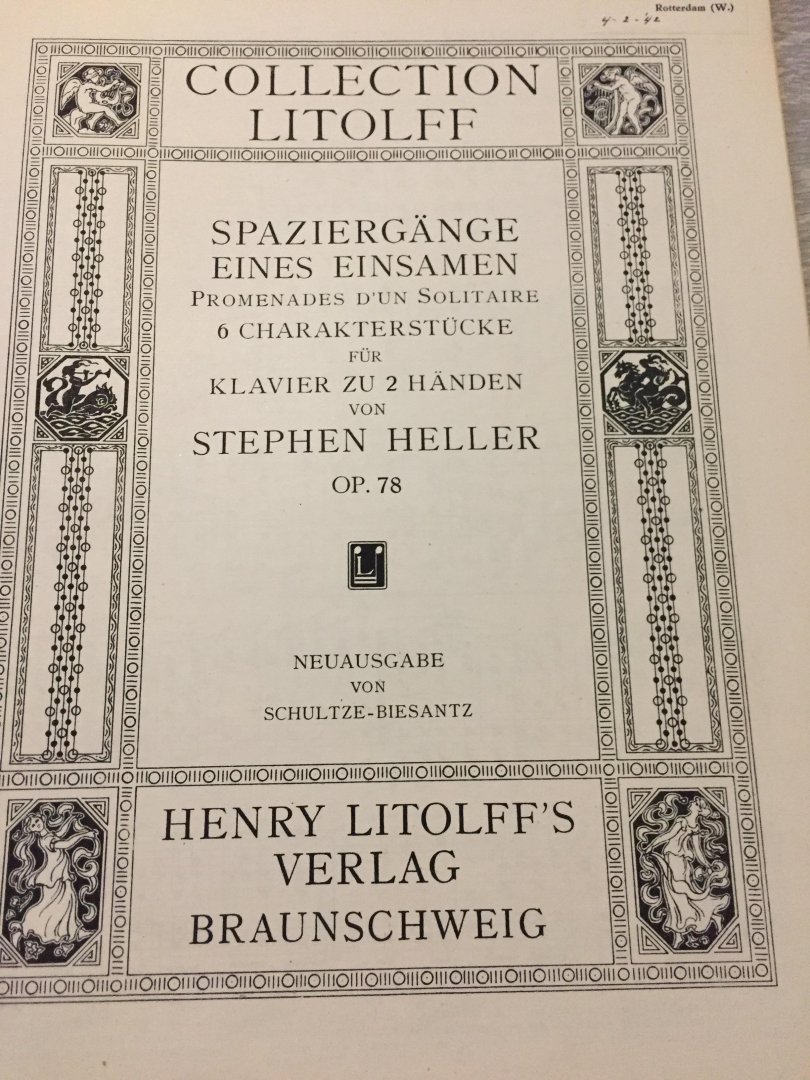 Rotterdam (W.)
4-2-'42
COLLECTION
LITOLFF
SPAZIERGÄNGE
EINES EINSAMEN
PROMENADES D'UN SOLITAIRE
6 CHARAKTERSTÜCKE
FÜR
KLAVIER ZU 2 HÄNDEN
VON
STEPHEN HELLER
OP. 78
L
NEUAUSGABE
VON
SCHULTZE-BIESANTZ
HENRY LITOLFF'S
VERLAG
BRAUNSCHWEIG